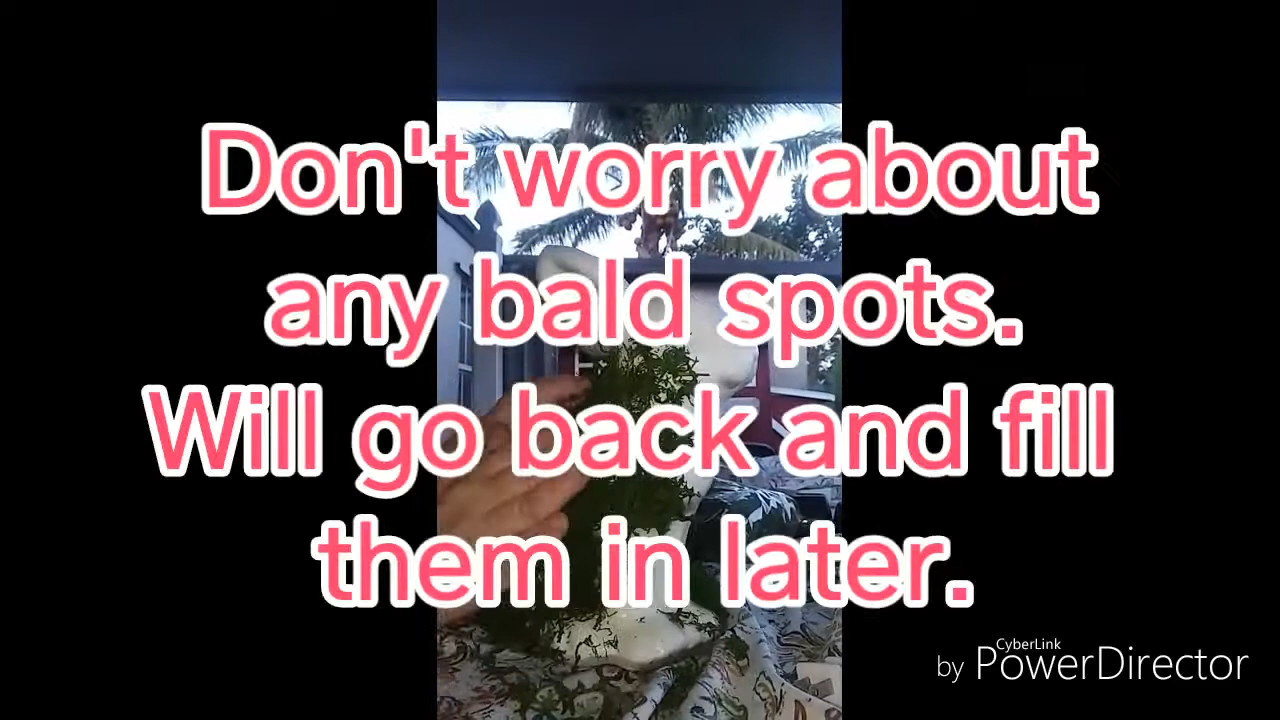 Don't worry about
any bald spots.
Will go back and fill
them in later.
CyberLink
by PowerDirector